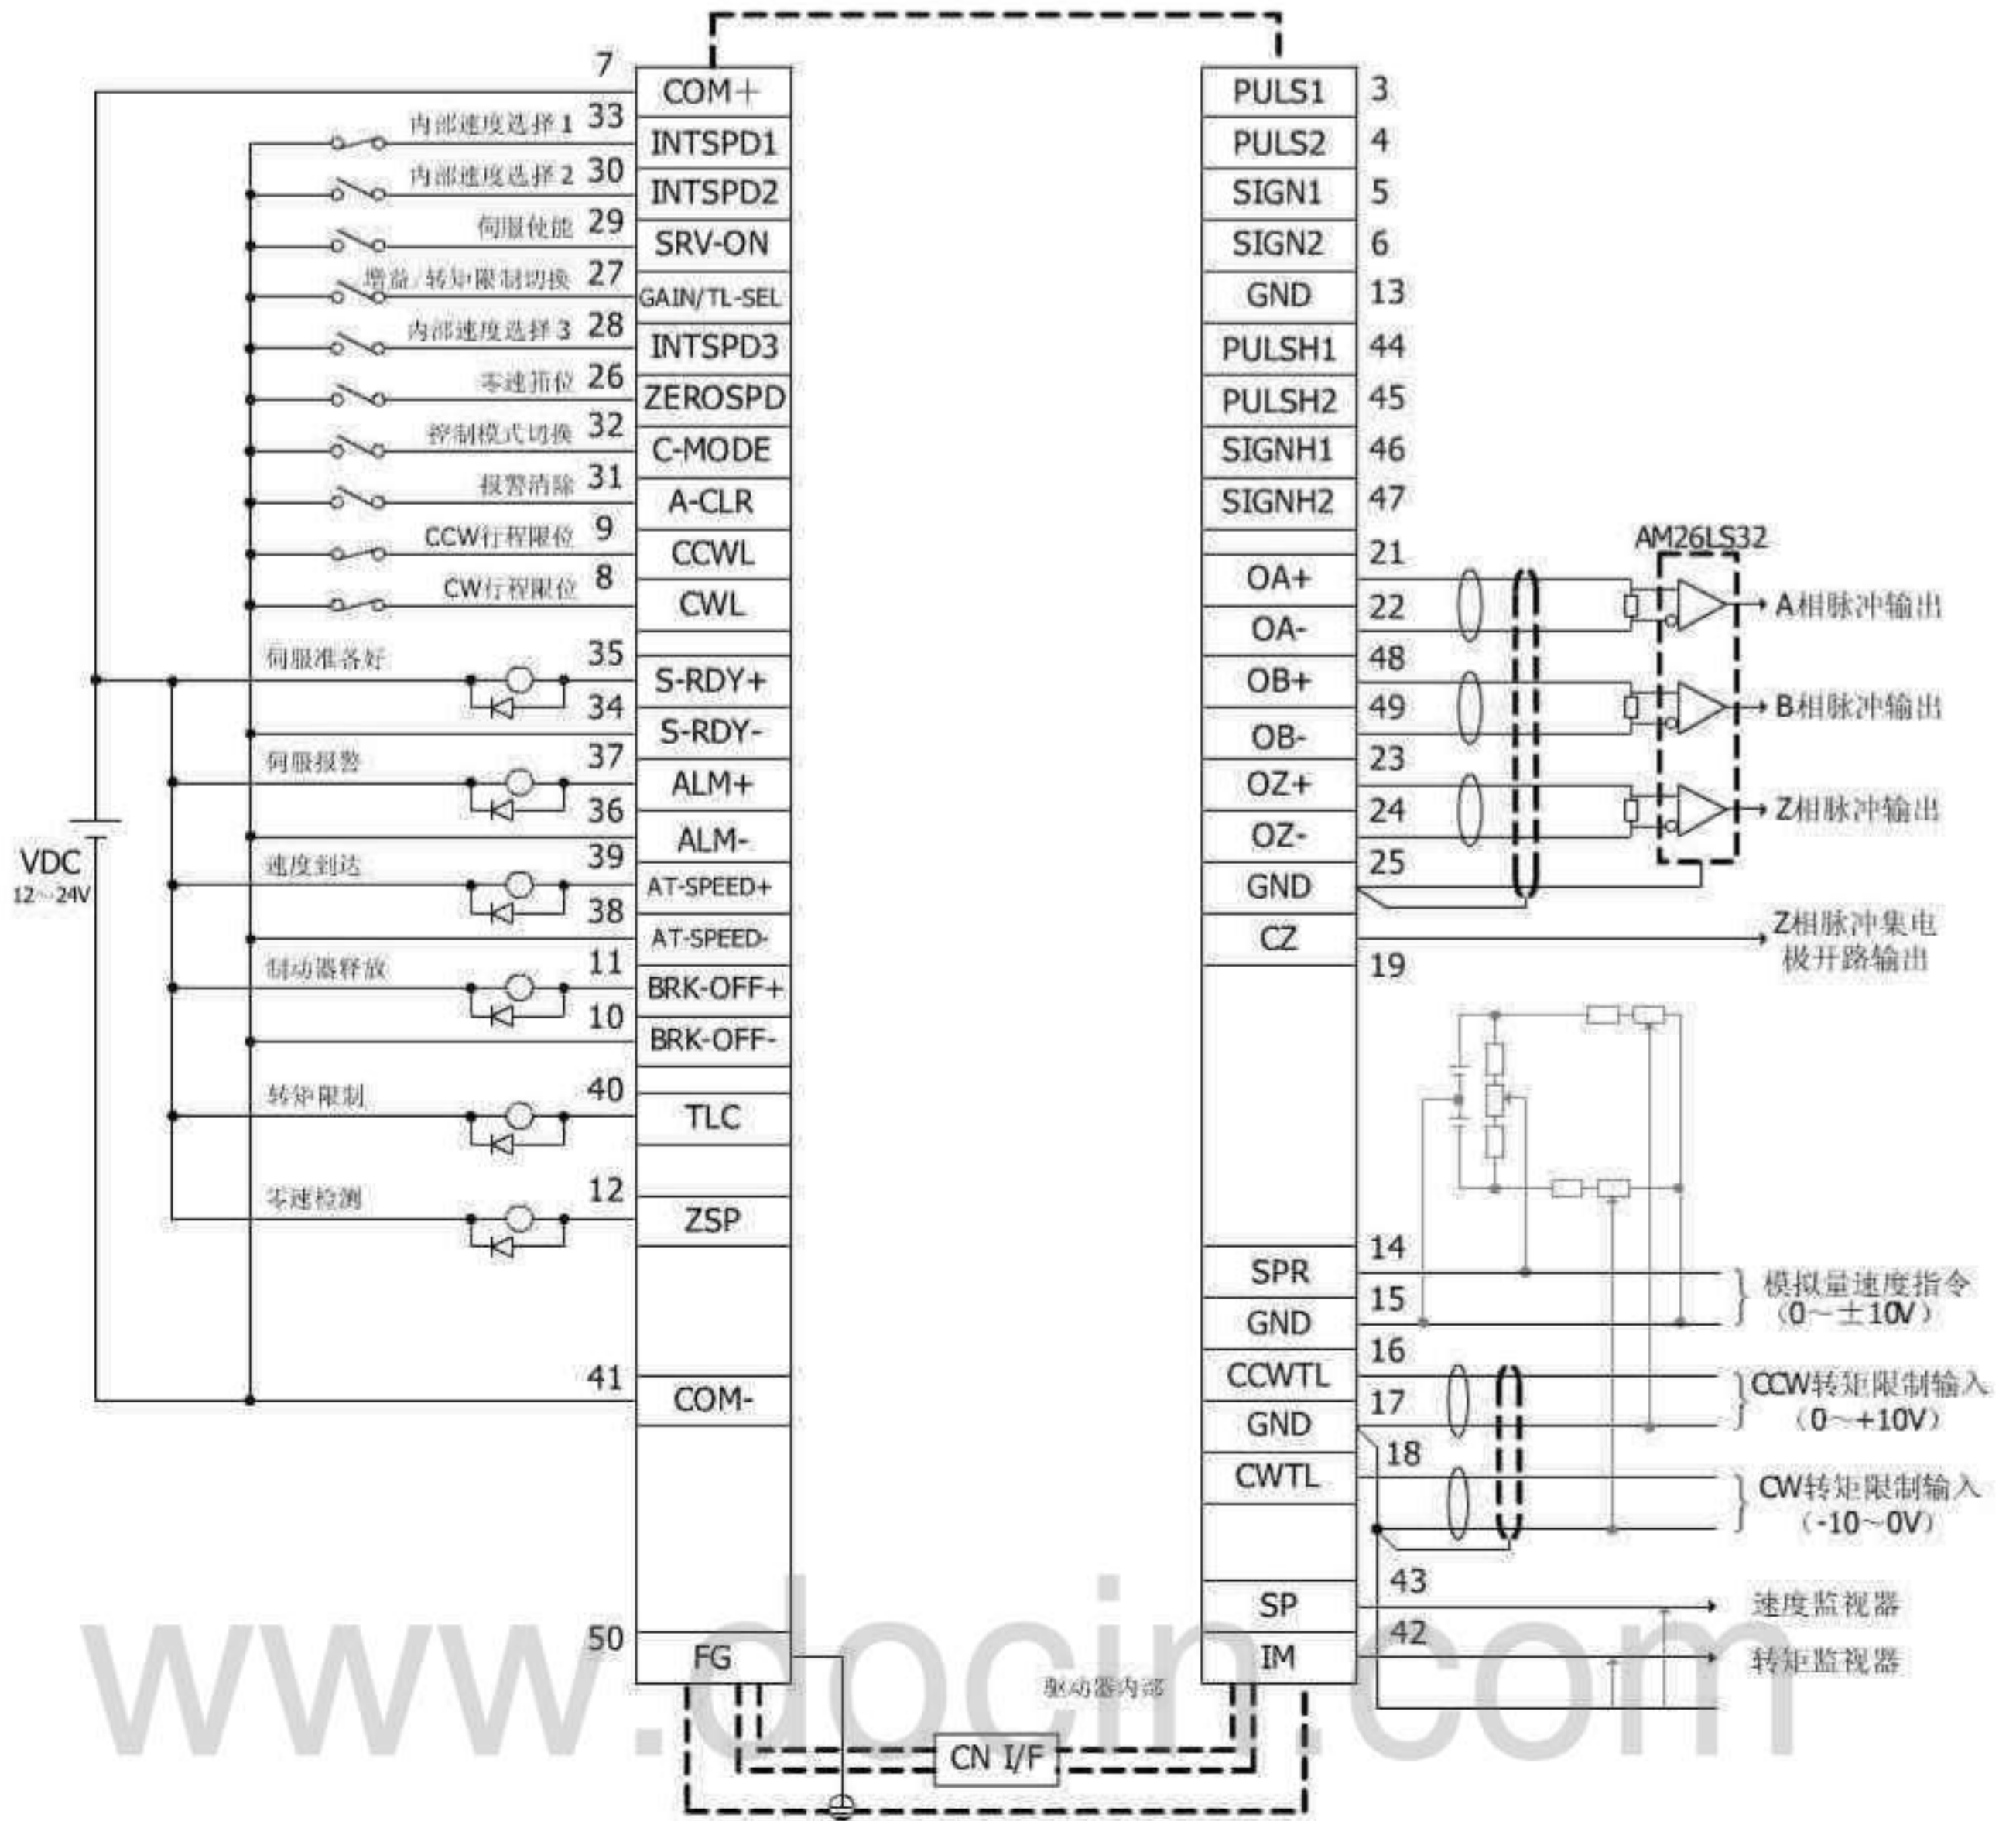 7
COM+
33
内部速度选择1
INTSPD1
30
内部速度选择2
INTSPD2
29
伺服使能
SRV-ON
27
增益/转矩限制切换
GAIN/TL-SEL
28
内部速度选择3
INTSPD3
26
零速箝位
ZEROSPD
32
控制模式切换
C-MODE
31
报警清除
A-CLR
9
CCW行程限位
CCWL
8
CW行程限位
CWL
35
伺服准备好
S-RDY+
34
S-RDY-
37
伺服报警
ALM+
36
ALM-
39
速度到达
AT-SPEED+
38
AT-SPEED-
11
制动器释放
BRK-OFF+
10
BRK-OFF-
40
转矩限制
TLC
12
零速检测
ZSP
41
COM-
50
FG
VDC
12~24V
PULS1
3
PULS2
4
SIGN1
5
SIGN2
6
GND
13
PULSH1
44
PULSH2
45
SIGNH1
46
SIGNH2
47
AM26LS32
21
OA+
22
OA-
A相脉冲输出
48
OB+
49
OB-
B相脉冲输出
23
OZ+
24
OZ-
Z相脉冲输出
25
GND
CZ
19
Z相脉冲集电
极开路输出
14
SPR
15
GND
模拟量速度指令
(0~±10V)
16
CCWTL
17
GND
CCW转矩限制输入
(0~+10V)
18
CWTL
CW转矩限制输入
(-10~0V)
43
SP
速度监视器
42
IM
转矩监视器
驱动器内部
CN I/F
www.docin.com